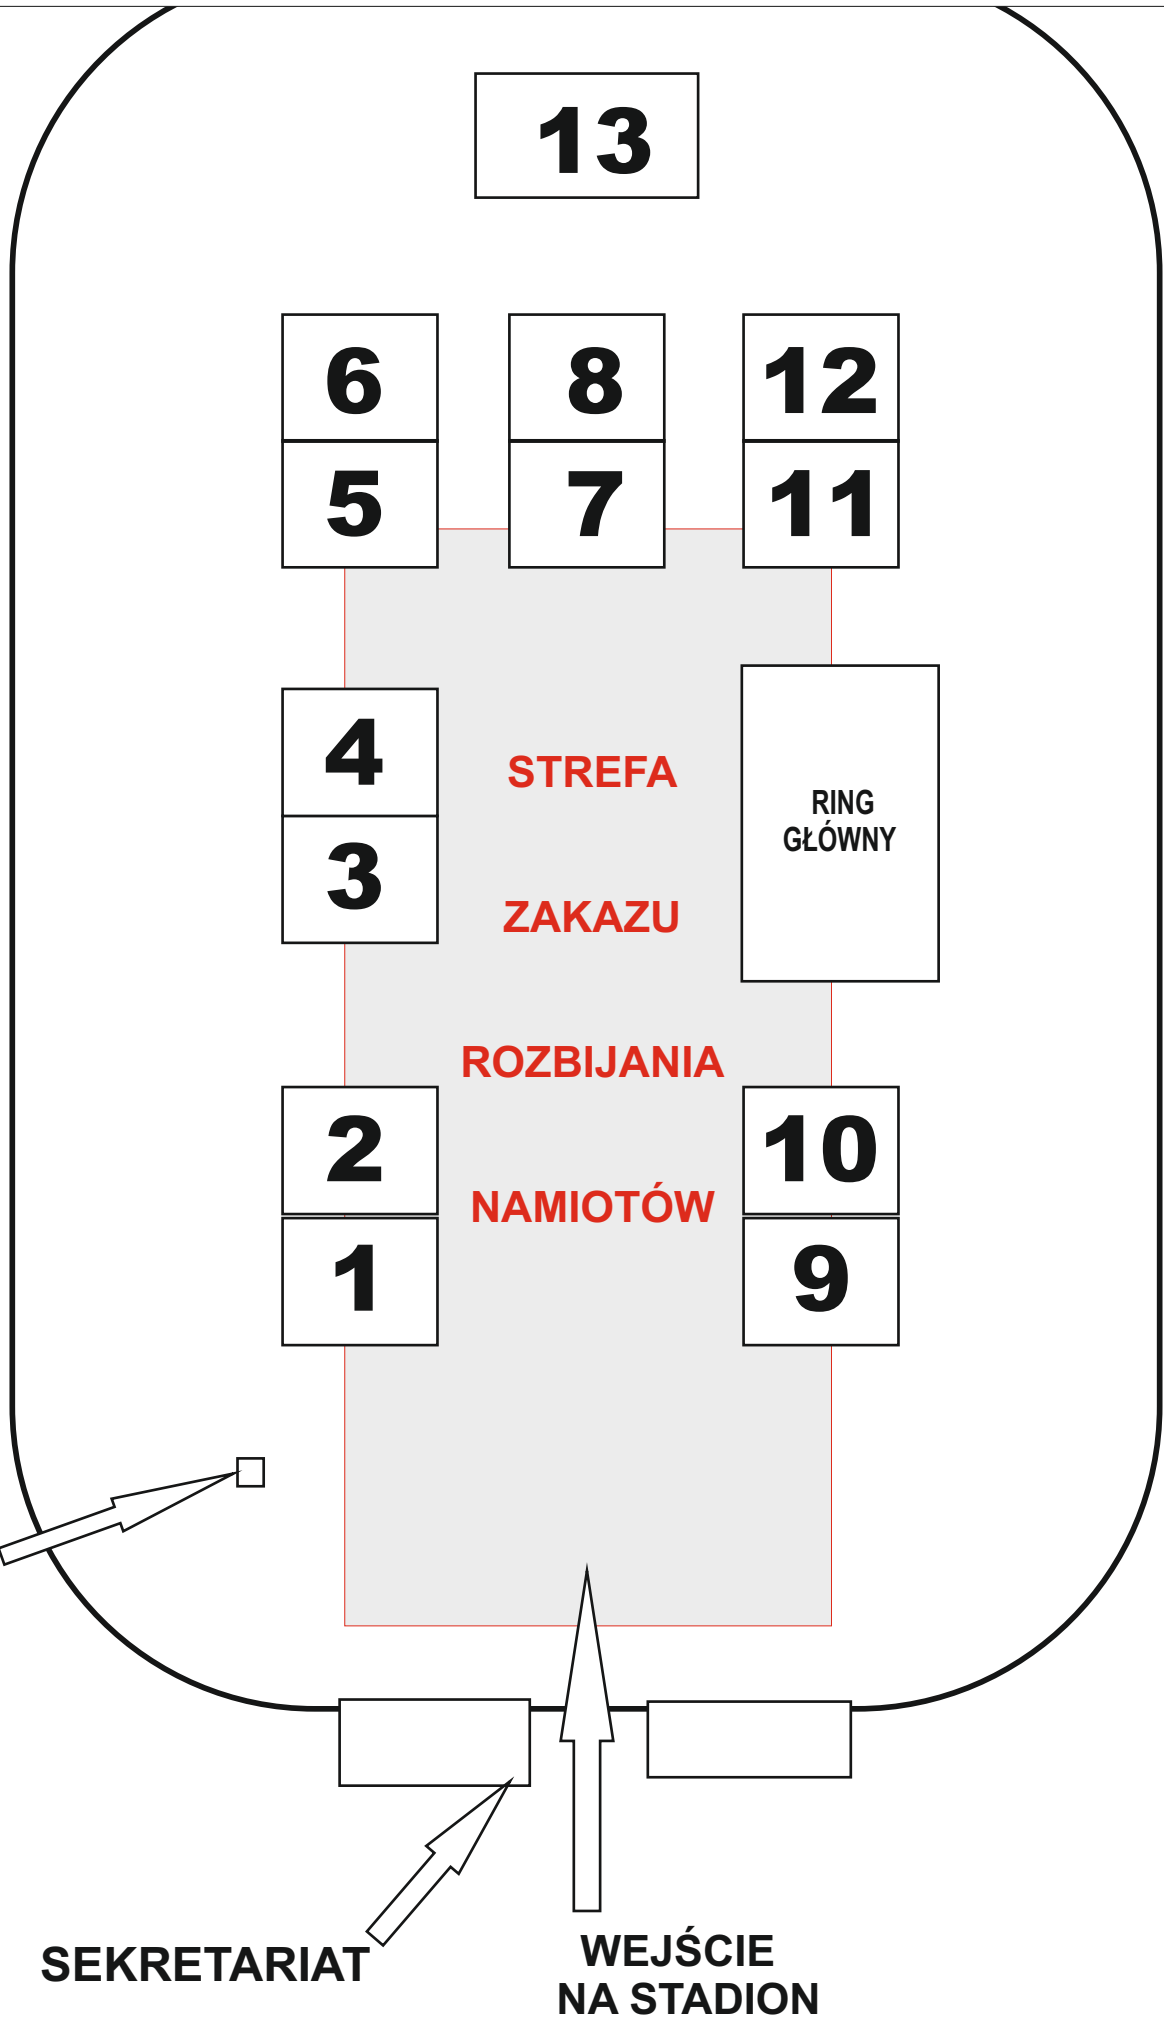 13
6 8 12
5 7 11
4
STREFA
RING
GŁÓWNY
3
ZAKAZU
ROZBIJANIA
2 10
NAMIOTÓW
1 9
SEKRETARIAT
WEJŚCIE
NA STADION